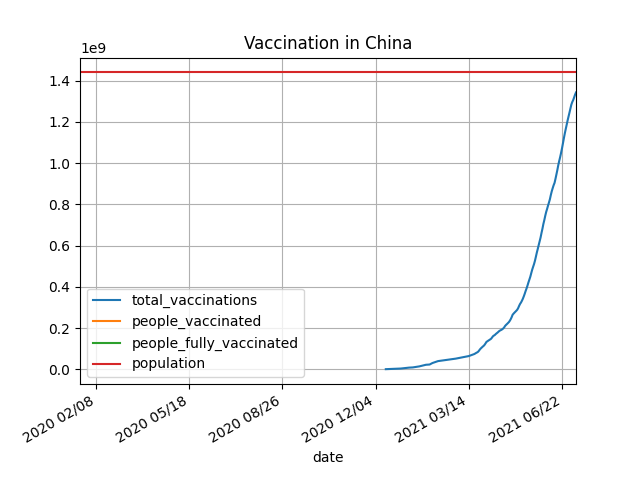 Vaccination in China
1e9
1.4
1.2
1.0
0.8
0.6
0.4
0.2
0.0
total_vaccinations
people_vaccinated
people_fully_vaccinated
population
2020 02/08
2020 05/18
2020 08/26
2020 12/04
2021 03/14
2021 06/22
date